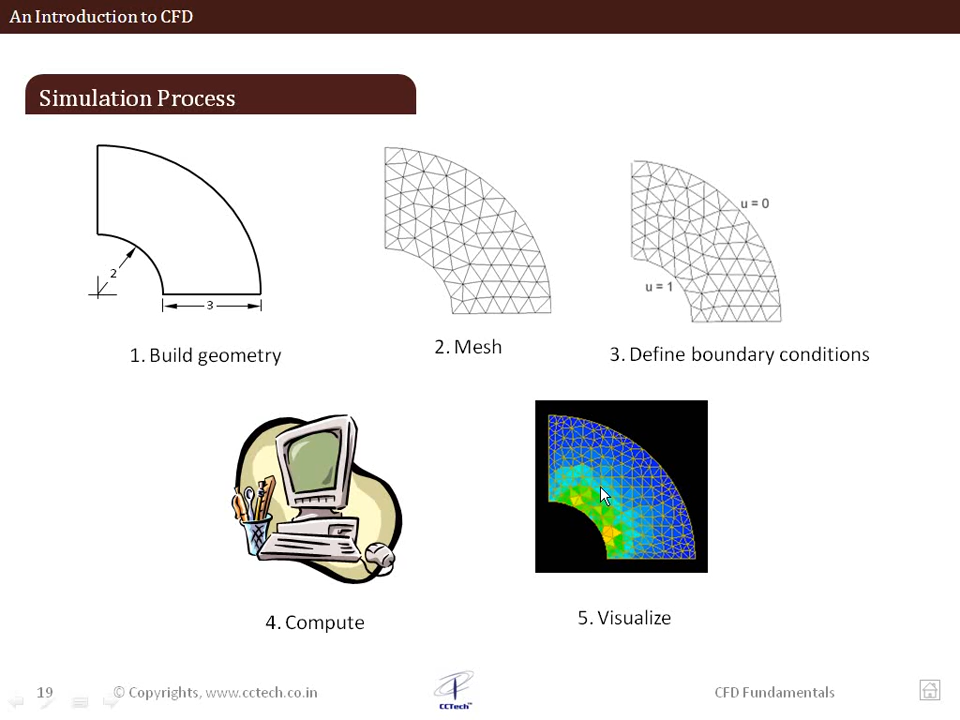 An Introduction to CFD
Simulation Process
2
3
u = 0
u = 1
1. Build geometry
2. Mesh
3. Define boundary conditions
4. Compute
5. Visualize
19
© Copyrights, www.cctech.co.in
CCTech™
CFD Fundamentals